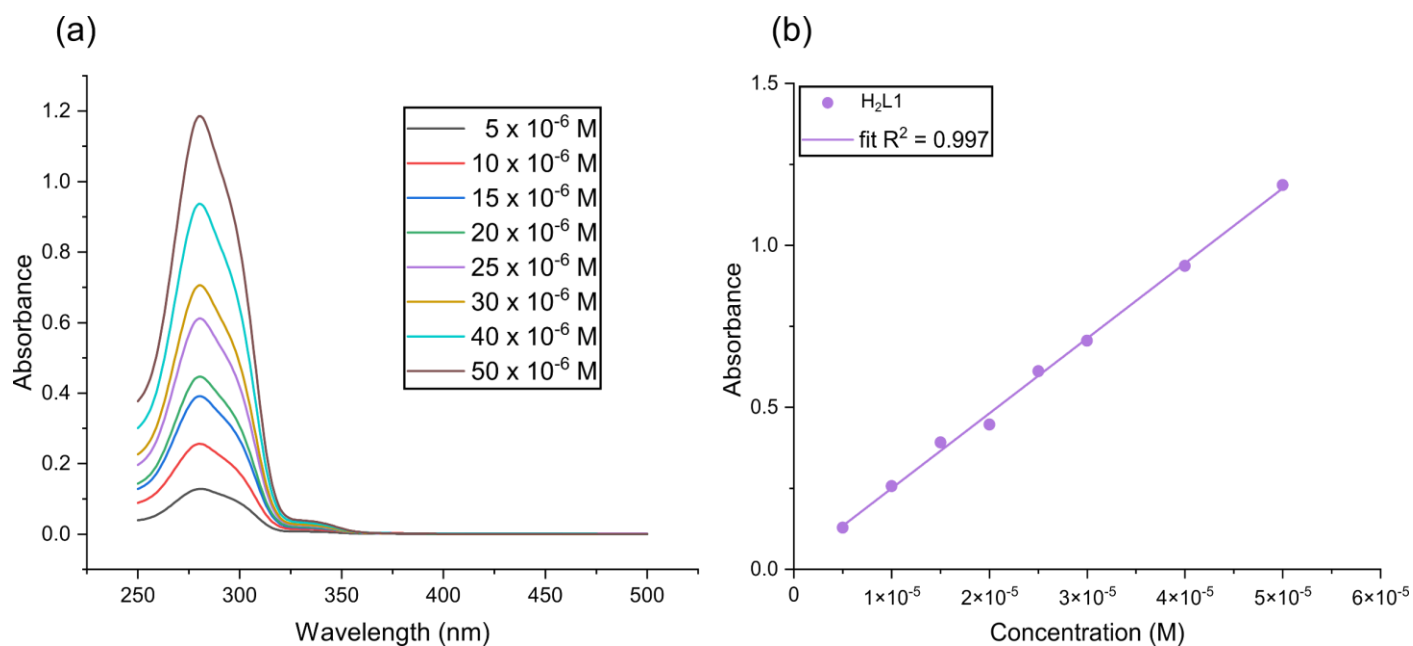 (a)
Absorbance
1.2
1.0
0.8
0.6
0.4
0.2
0.0
250
300
350
400
450
500
Wavelength (nm)
5 x 10⁻⁶ M
10 x 10⁻⁶ M
15 x 10⁻⁶ M
20 x 10⁻⁶ M
25 x 10⁻⁶ M
30 x 10⁻⁶ M
40 x 10⁻⁶ M
50 x 10⁻⁶ M
(b)
Absorbance
1.5
1.0
0.5
0.0
0
1×10⁻⁵
2×10⁻⁵
3×10⁻⁵
4×10⁻⁵
5×10⁻⁵
6×10⁻⁵
Concentration (M)
H₂L1
fit R² = 0.997